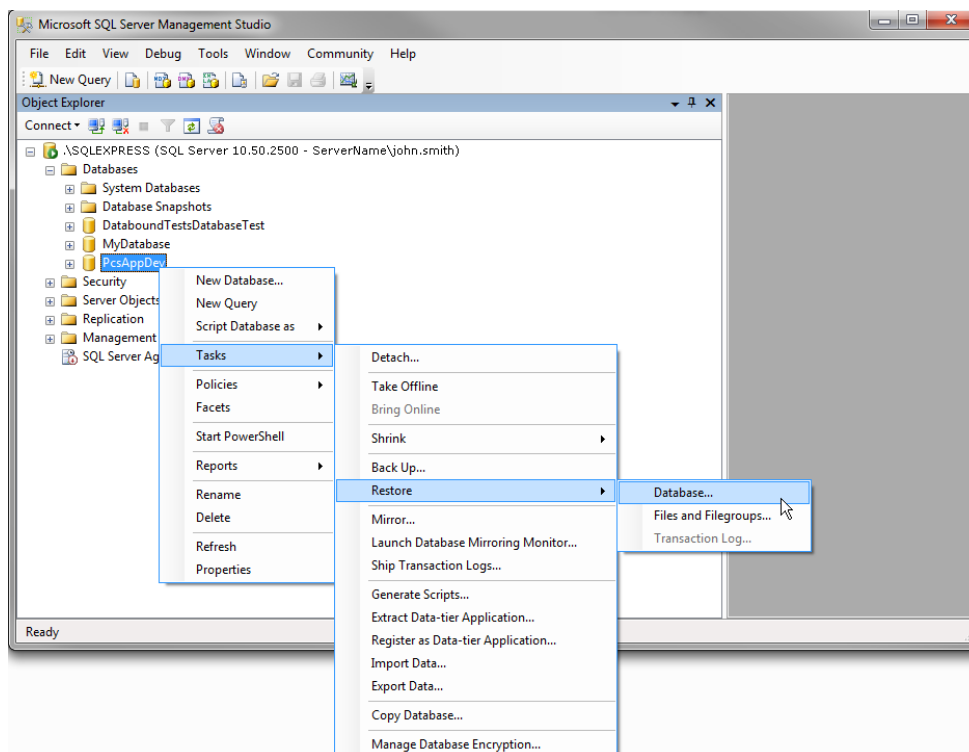 Microsoft SQL Server Management Studio
File Edit View Debug Tools Window Community Help
New Query
Object Explorer
Connect
.\SQLEXPRESS (SQL Server 10.50.2500 - ServerName\john.smith)
Databases
System Databases
Database Snapshots
DataboundTestsDatabaseTest
MyDatabase
PcsAppDev
Security
Server Objects
Replication
Management
SQL Server Ag
New Database...
New Query
Script Database as
Tasks
Policies
Facets
Start PowerShell
Reports
Rename
Delete
Refresh
Properties
Detach...
Take Offline
Bring Online
Shrink
Back Up...
Restore
Mirror...
Launch Database Mirroring Monitor...
Ship Transaction Logs...
Generate Scripts...
Extract Data-tier Application...
Register as Data-tier Application...
Import Data...
Export Data...
Copy Database...
Manage Database Encryption...
Database...
Files and Filegroups...
Transaction Log...
Ready